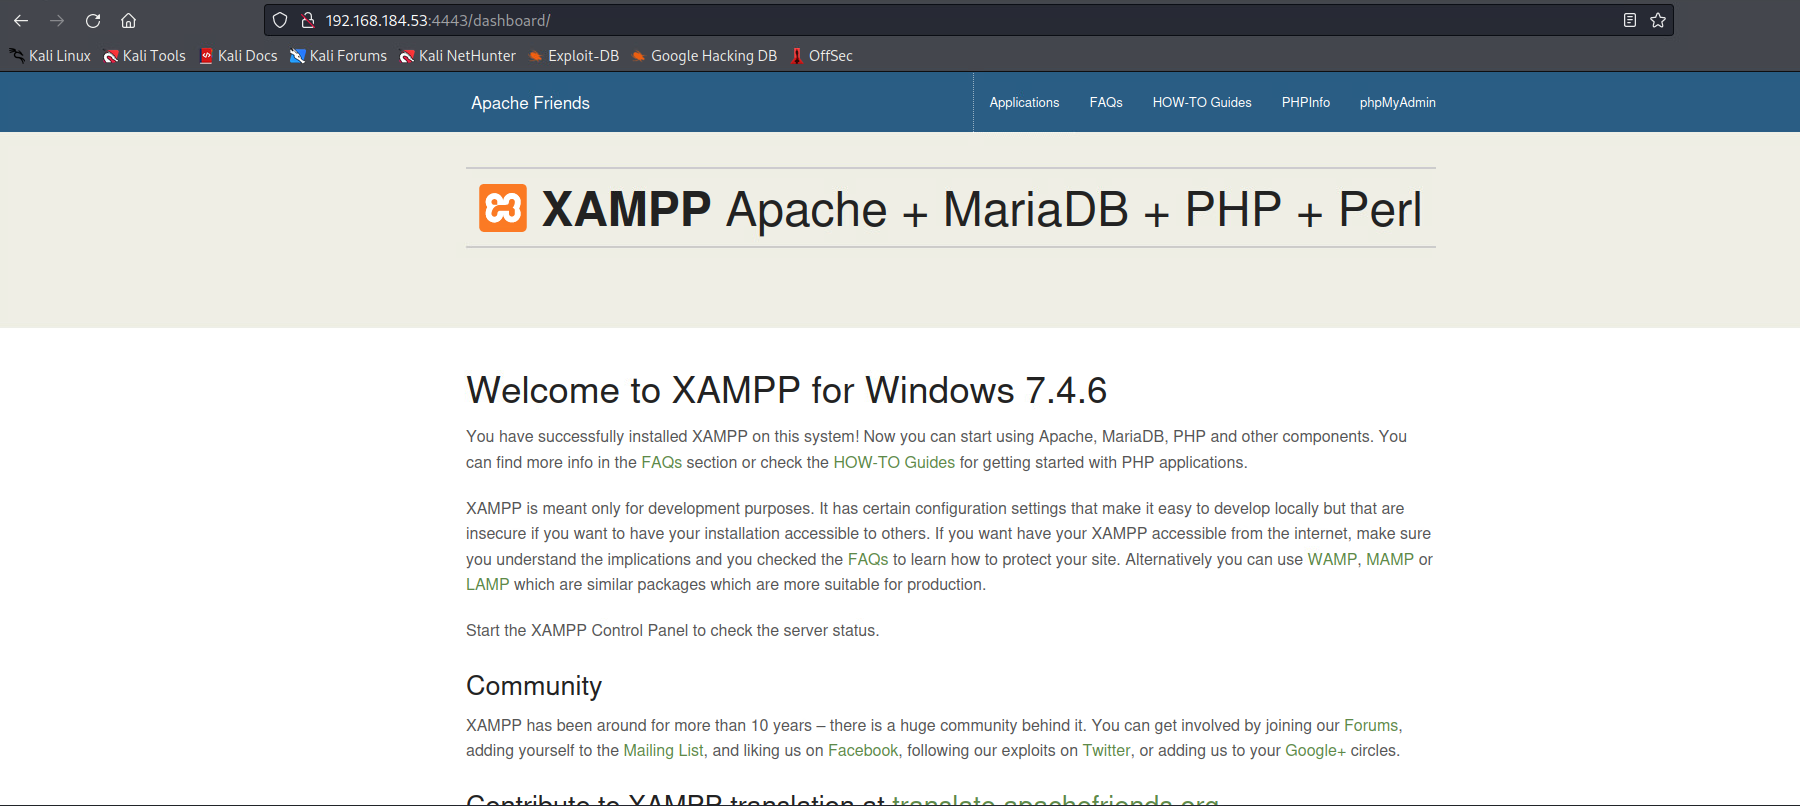 192.168.184.53:4443/dashboard/
Kali Linux Kali Tools Kali Docs Kali Forums Kali NetHunter Exploit-DB Google Hacking DB OffSec
Apache Friends Applications FAQs HOW-TO Guides PHPInfo phpMyAdmin
XAMPP Apache + MariaDB + PHP + Perl
Welcome to XAMPP for Windows 7.4.6
You have successfully installed XAMPP on this system! Now you can start using Apache, MariaDB, PHP and other components. You
can find more info in the FAQs section or check the HOW-TO Guides for getting started with PHP applications.
XAMPP is meant only for development purposes. It has certain configuration settings that make it easy to develop locally but that are
insecure if you want to have your installation accessible to others. If you want have your XAMPP accessible from the internet, make sure
you understand the implications and you checked the FAQs to learn how to protect your site. Alternatively you can use WAMP, MAMP or
LAMP which are similar packages which are more suitable for production.
Start the XAMPP Control Panel to check the server status.
Community
XAMPP has been around for more than 10 years – there is a huge community behind it. You can get involved by joining our Forums,
adding yourself to the Mailing List, and liking us on Facebook, following our exploits on Twitter, or adding us to your Google+ circles.
Contribute to XAMPP translation at translate.apachefriends.org